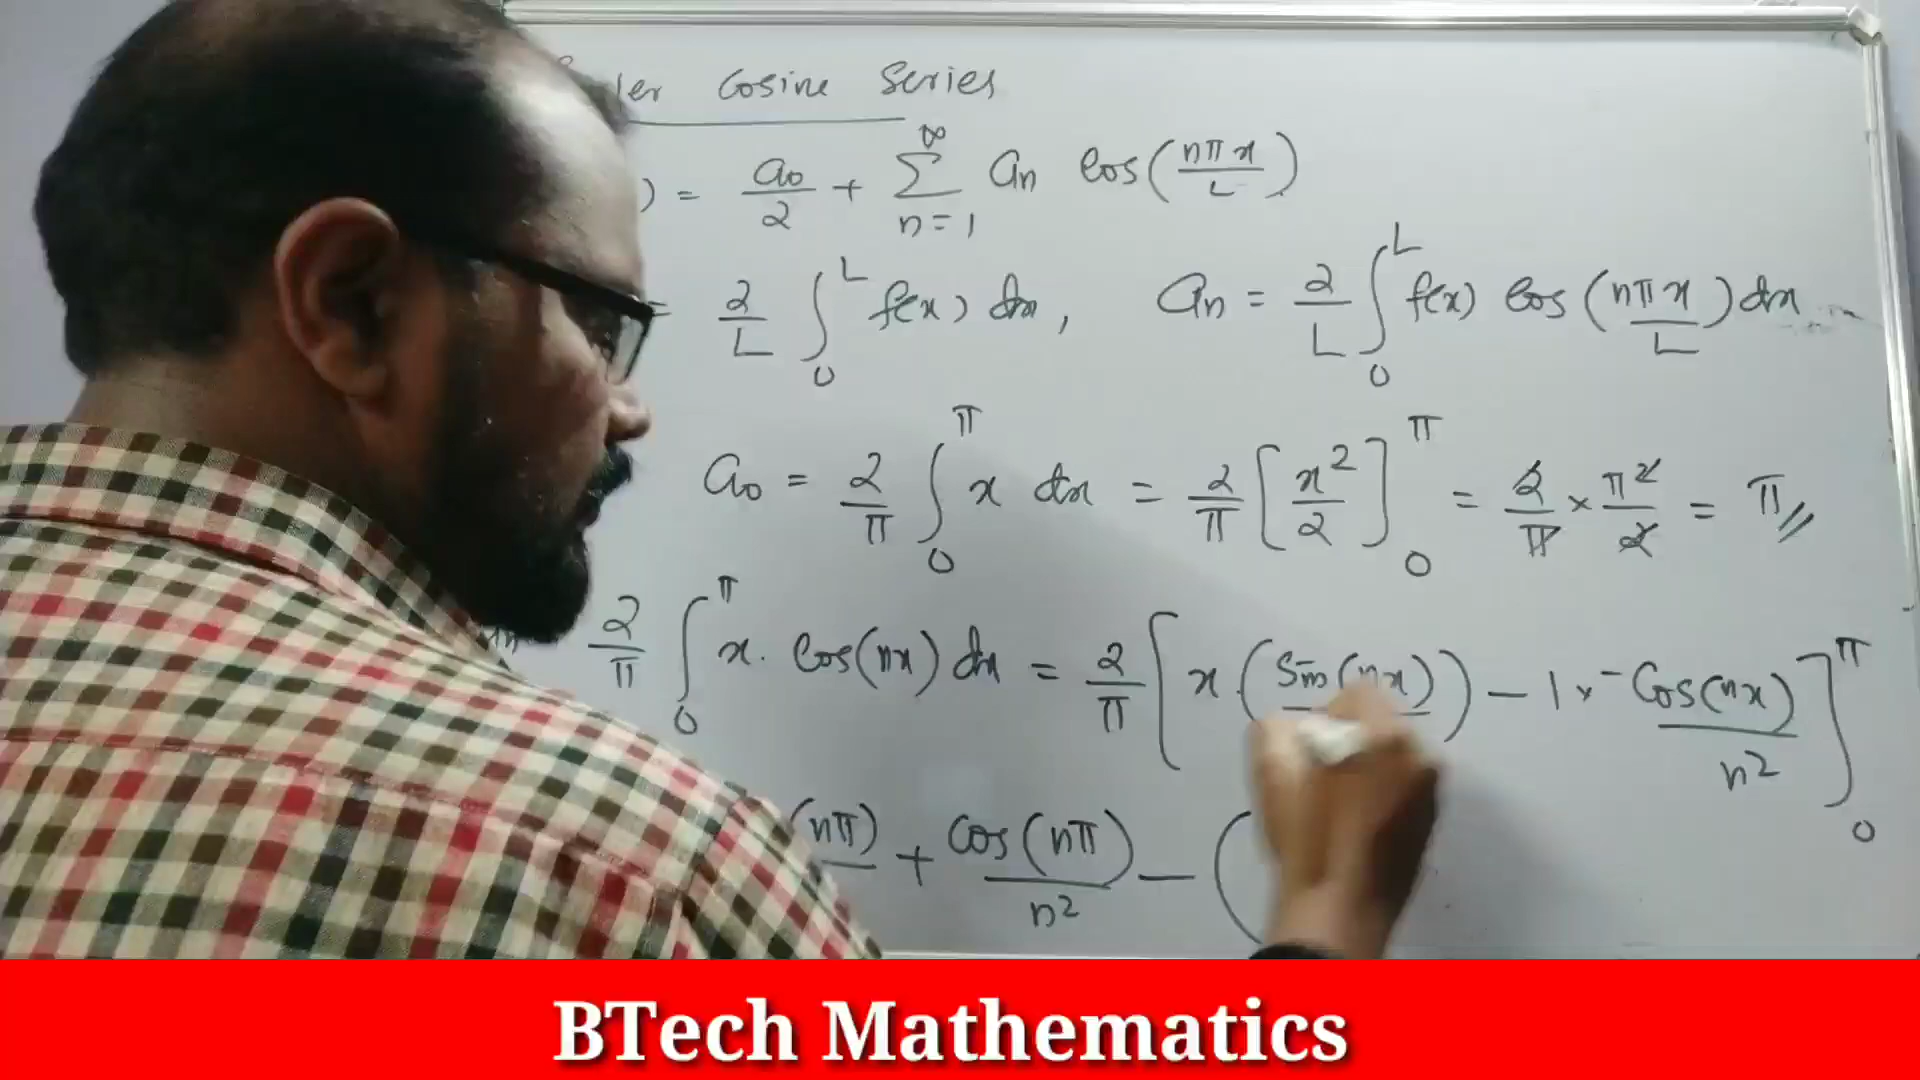 Cosine Series
) = a₀/2 + ∑_{n=1}^{∞} aₙ cos(nπx/L)
= 2/L ∫₀^L f(x) dx, aₙ = 2/L ∫₀^L f(x) cos(nπx/L) dx
a₀ = 2/π ∫₀^π x dx = 2/π [x²/2]₀^π = 2/π × π²/2 = π
2/π ∫₀^π x. cos(nx) dx = 2/π [x.(sin(nx)) - 1 × -cos(nx)/n²]₀^π
(nπ) + cos(nπ)/n² - (
BTech Mathematics